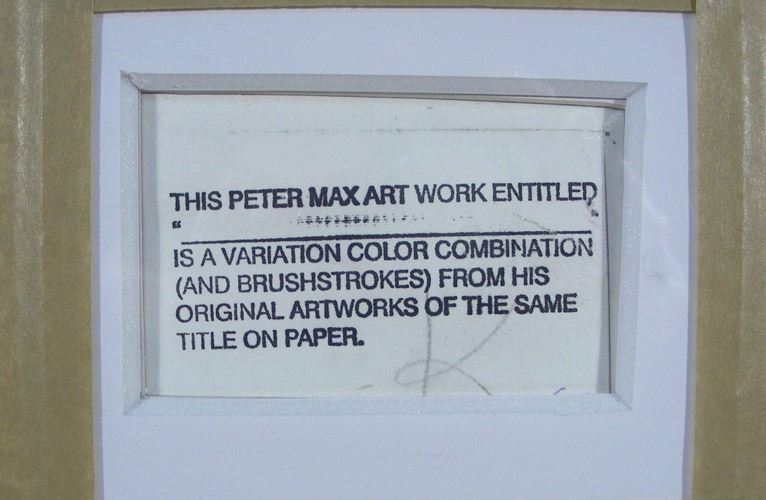 THIS PETER MAX ART WORK ENTITLED
“ ”
IS A VARIATION COLOR COMBINATION
(AND BRUSHSTROKES) FROM HIS
ORIGINAL ARTWORKS OF THE SAME
TITLE ON PAPER.